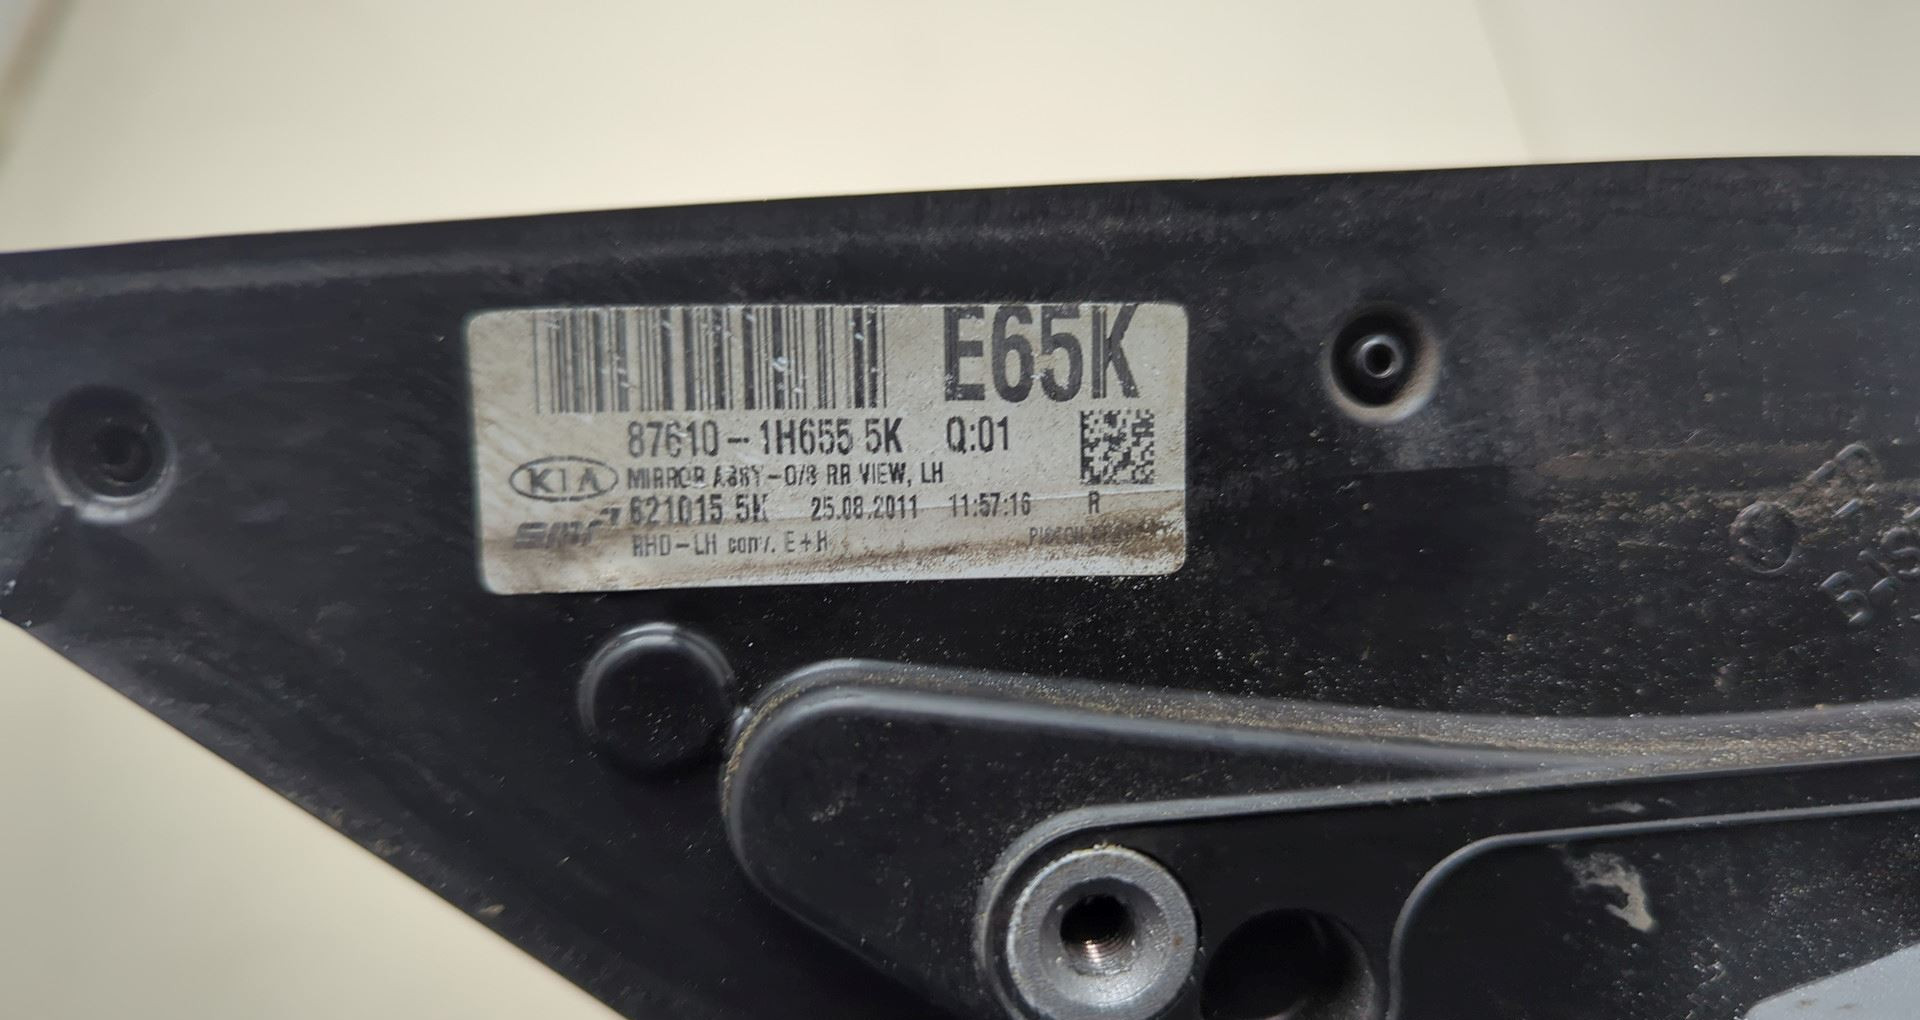 E65K
87610-1H655 5K Q:01
KIA MIRROR ASSY-O/S RR VIEW, LH
smr 621015 5K 25.08.2011 11:57:16 R
RHD-LH conv. E+H